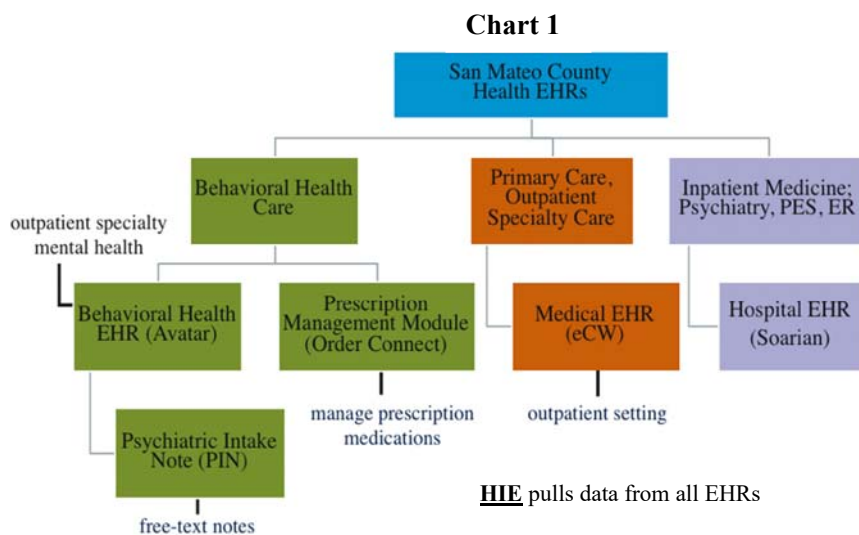 Chart 1
San Mateo County
Health EHRs
Behavioral Health
Care
Primary Care,
Outpatient
Specialty Care
Inpatient Medicine;
Psychiatry, PES, ER
outpatient specialty
mental health
Behavioral Health
EHR (Avatar)
Prescription
Management Module
(Order Connect)
Medical EHR
(eCW)
Hospital EHR
(Soarian)
manage prescription
medications
outpatient setting
Psychiatric Intake
Note (PIN)
free-text notes
HIE pulls data from all EHRs